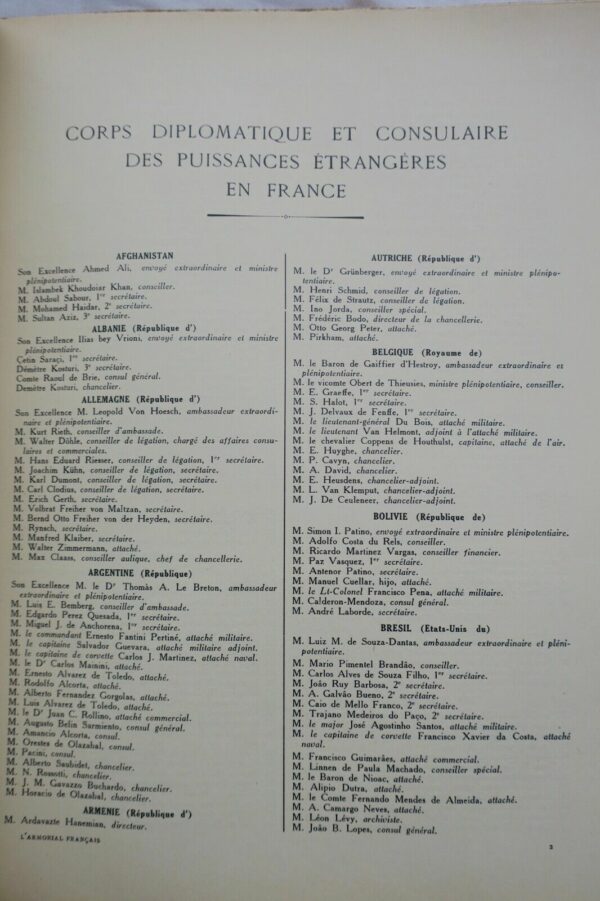 CORPS DIPLOMATIQUE ET CONSULAIRE
DES PUISSANCES ÉTRANGÈRES
EN FRANCE
AFGHANISTAN
Son Excellence Ahmed Ali, envoyé extraordinaire et ministre
plénipotentiaire.
M. Islambek Khoudoiar Khan, conseiller.
M. Abdoul Sabour, 1er secrétaire.
M. Mohamed Haidar, 2e secrétaire.
M. Sultan Aziz, 3e secrétaire.
ALBANIE (République d')
Son Excellence Ilias bey Vrioni, envoyé extraordinaire et ministre
plénipotentiaire.
Çetin Saraçi, 1er secrétaire.
Démètre Kosturi, 3e secrétaire.
Comte Raoul de Brie, consul général.
Démètre Kosturi, chancelier.
ALLEMAGNE (République d')
Son Excellence M. Leopold Von Hoesch, ambassadeur extraordi-
naire et plénipotentiaire.
M. Kurt Rieth, conseiller d'ambassade.
M. Walter Döhle, conseiller de légation, chargé des affaires consu-
laires et commerciales.
M. Hans Eduard Riesser, conseiller de légation, 1er secrétaire.
M. Joachim Kühn, conseiller de légation, secrétaire.
M. Karl Dumont, conseiller de légation, secrétaire.
M. Carl Clodius, conseiller de légation, secrétaire.
M. Erich Gerth, secrétaire.
M. Volbrat Freiher von Maltzan, secrétaire.
M. Bernd Otto Freiher von der Heyden, secrétaire.
M. Rynsch, secrétaire.
M. Manfred Klaiber, secrétaire.
M. Walter Zimmermann, attaché.
M. Max Claass, conseiller aulique, chef de chancellerie.
ARGENTINE (République)
Son Excellence M. le Dr Thomàs A. Le Breton, ambassadeur
extraordinaire et plénipotentiaire.
M. Luis E. Bemberg, conseiller d'ambassade.
M. Edgardo Perez Quesada, 1er secrétaire.
M. Miguel J. de Anchorena, 1er secrétaire.
M. le commandant Ernesto Fantini Pertiné, attaché militaire.
M. le capitaine Salvador Guevara, attaché militaire adjoint.
M. le capitaine de corvette Carlos J. Martinez, attaché naval.
M. le Dr Carlos Mainini, attaché.
M. Ernesto Alvarez de Toledo, attaché.
M. Rodolfo Alcorta, attaché.
M. Alberto Fernandez Gorgolas, attaché.
M. Luis Alvarez de Toledo, attaché.
M. le Dr Juan C. Rollino, attaché commercial.
M. Augusto Belin Sarmiento, consul général.
M. Amancio Alcorta, consul.
M. Orestes de Olazabal, consul.
M. Pacini, consul.
M. Alberto Saubidet, chancelier.
M. N. Rossotti, chancelier.
M. J. M. Gavazzo Buchardo, chancelier.
M. Horacio de Olazabal, chancelier.
ARMENIE (République d')
M. Ardavazte Hanemian, directeur.
L'ARMORIAL FRANÇAIS
AUTRICHE (République d')
M. le Dr Grünberger, envoyé extraordinaire et ministre plénipo-
tentiaire.
M. Henri Schmid, conseiller de légation.
M. Félix de Strautz, conseiller de légation.
M. Ino Jorda, conseiller spécial.
M. Frédéric Bodo, directeur de la chancellerie.
M. Otto Georg Peter, attaché.
M. Pirkham, attaché.
BELGIQUE (Royaume de)
M. le Baron de Gaiffier d'Hestroy, ambassadeur extraordinaire et
plénipotentiaire.
M. le vicomte Obert de Thieusies, ministre plénipotentiaire, conseiller.
M. E. Graeffe, 1er secrétaire.
M. S. Halot, 1er secrétaire.
M. J. Delvaux de Fenffe, 1er secrétaire.
M. le lieutenant-général Du Bois, attaché militaire.
M. le lieutenant Van Helmont, adjoint à l'attaché militaire.
M. le chevalier Coppens de Houthulst, capitaine, attaché de l'air.
M. E. Huyghe, chancelier.
M. P. Cavyn, chancelier.
M. A. David, chancelier.
M. E. Heusdens, chancelier-adjoint.
M. L. Van Klemput, chancelier-adjoint.
M. J. De Ceuleneer, chancelier-adjoint.
BOLIVIE (République de)
M. Simon I. Patino, envoyé extraordinaire et ministre plénipotentiaire.
M. Adolfo Costa du Rels, conseiller.
M. Ricardo Martinez Vargas, conseiller financier.
M. Paz Vasquez, 1er secrétaire.
M. Antenor Patino, secrétaire.
M. Manuel Cuellar, hijo, attaché.
M. le Lt-Colonel Francisco Pena, attaché militaire.
M. Calderon-Mendoza, consul général.
M. André Laborde, secrétaire.
BRESIL (Etats-Unis du)
M. Luiz M. de Souza-Dantas, ambassadeur extraordinaire et pléni-
potentiaire.
M. Mario Pimentel Brandão, conseiller.
M. Carlos Alves de Souza Filho, 1er secrétaire.
M. João Ruy Barbosa, 2e secrétaire.
M. A. Galvão Bueno, 2e secrétaire.
M. Caio de Mello Franco, 2e secrétaire.
M. Trajano Medeiros do Paço, 2e secrétaire.
M. le major José Agostinho Santos, attaché militaire.
M. le capitaine de corvette Francisco Xavier da Costa, attaché
naval.
M. Francisco Guimarães, attaché commercial.
M. Linnen de Paula Machado, conseiller spécial.
M. le Baron de Nioac, attaché.
M. Alipio Dutra, attaché.
M. le Comte Fernando Mendes de Almeida, attaché.
M. A. Camargo Neves, attaché.
M. Léon Lévy, archiviste.
M. João B. Lopes, consul général.
3